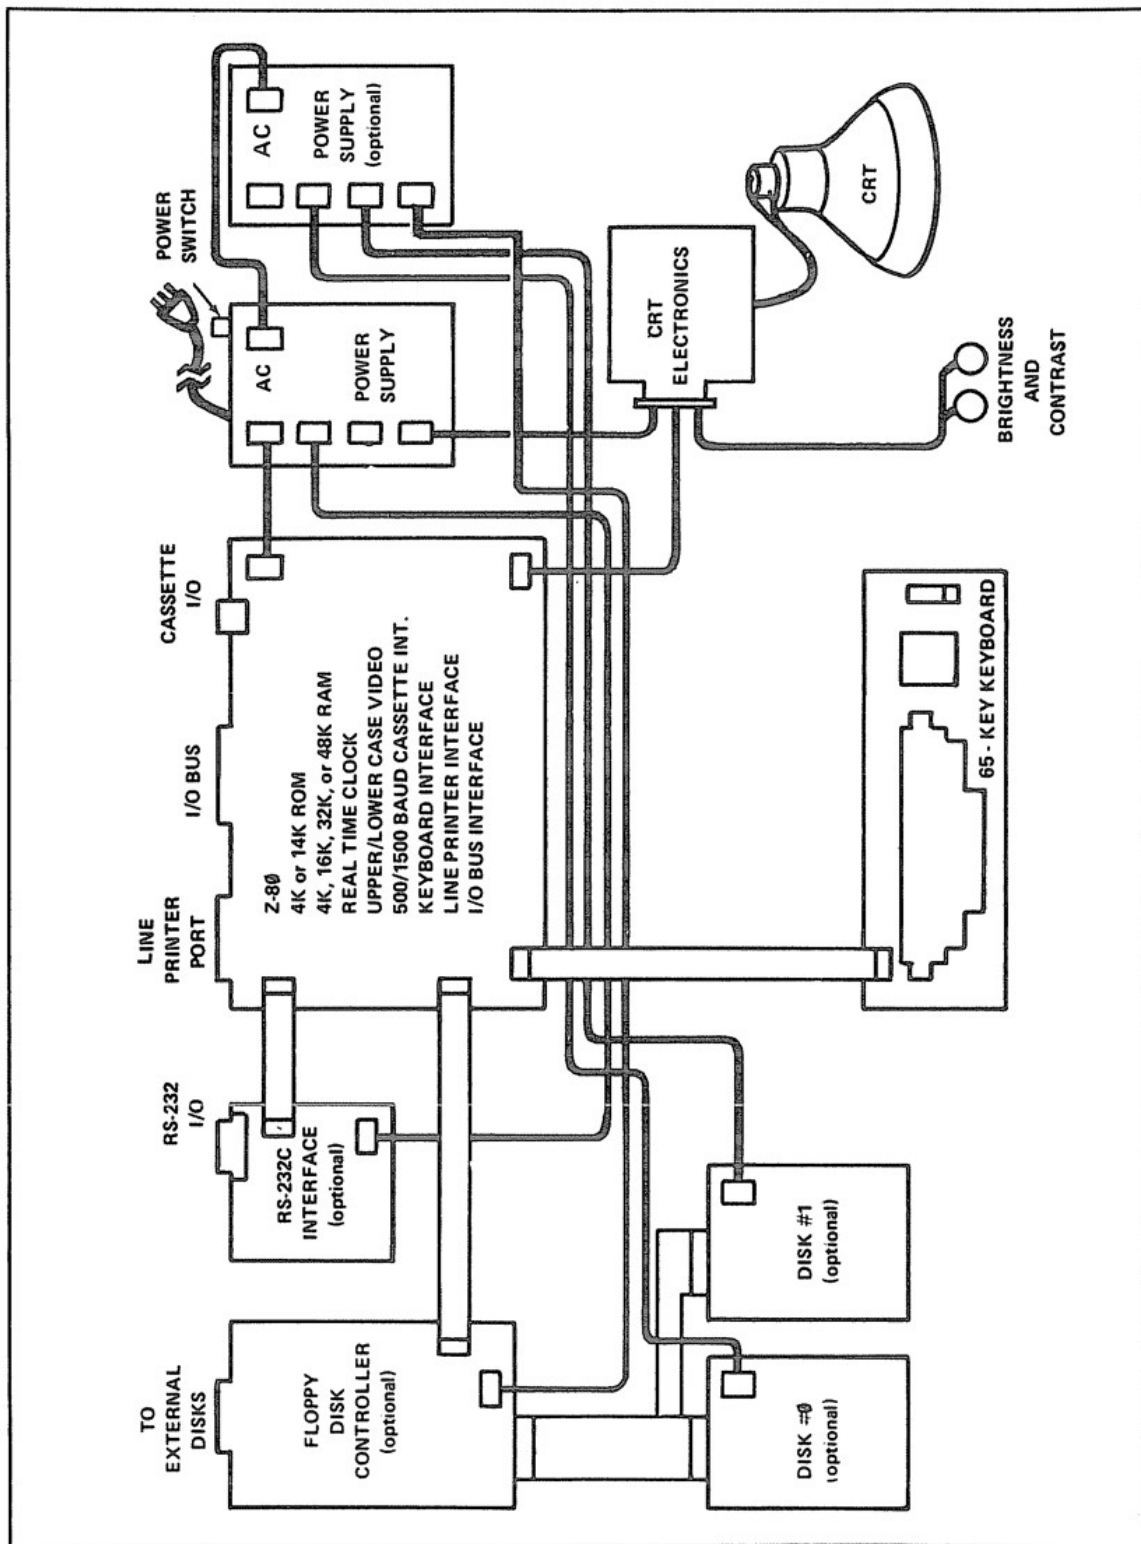 TO
EXTERNAL
DISKS
RS-232
I/O
LINE
PRINTER
PORT
I/O BUS
CASSETTE
I/O
POWER
SWITCH
FLOPPY
DISK
CONTROLLER
(optional)
RS-232C
INTERFACE
(optional)
Z-80
4K or 14K ROM
4K, 16K, 32K, or 48K RAM
REAL TIME CLOCK
UPPER/LOWER CASE VIDEO
500/1500 BAUD CASSETTE INT.
KEYBOARD INTERFACE
LINE PRINTER INTERFACE
I/O BUS INTERFACE
AC
POWER
SUPPLY
AC
POWER
SUPPLY
(optional)
CRT
ELECTRONICS
CRT
DISK #0
(optional)
DISK #1
(optional)
65 - KEY KEYBOARD
BRIGHTNESS
AND
CONTRAST